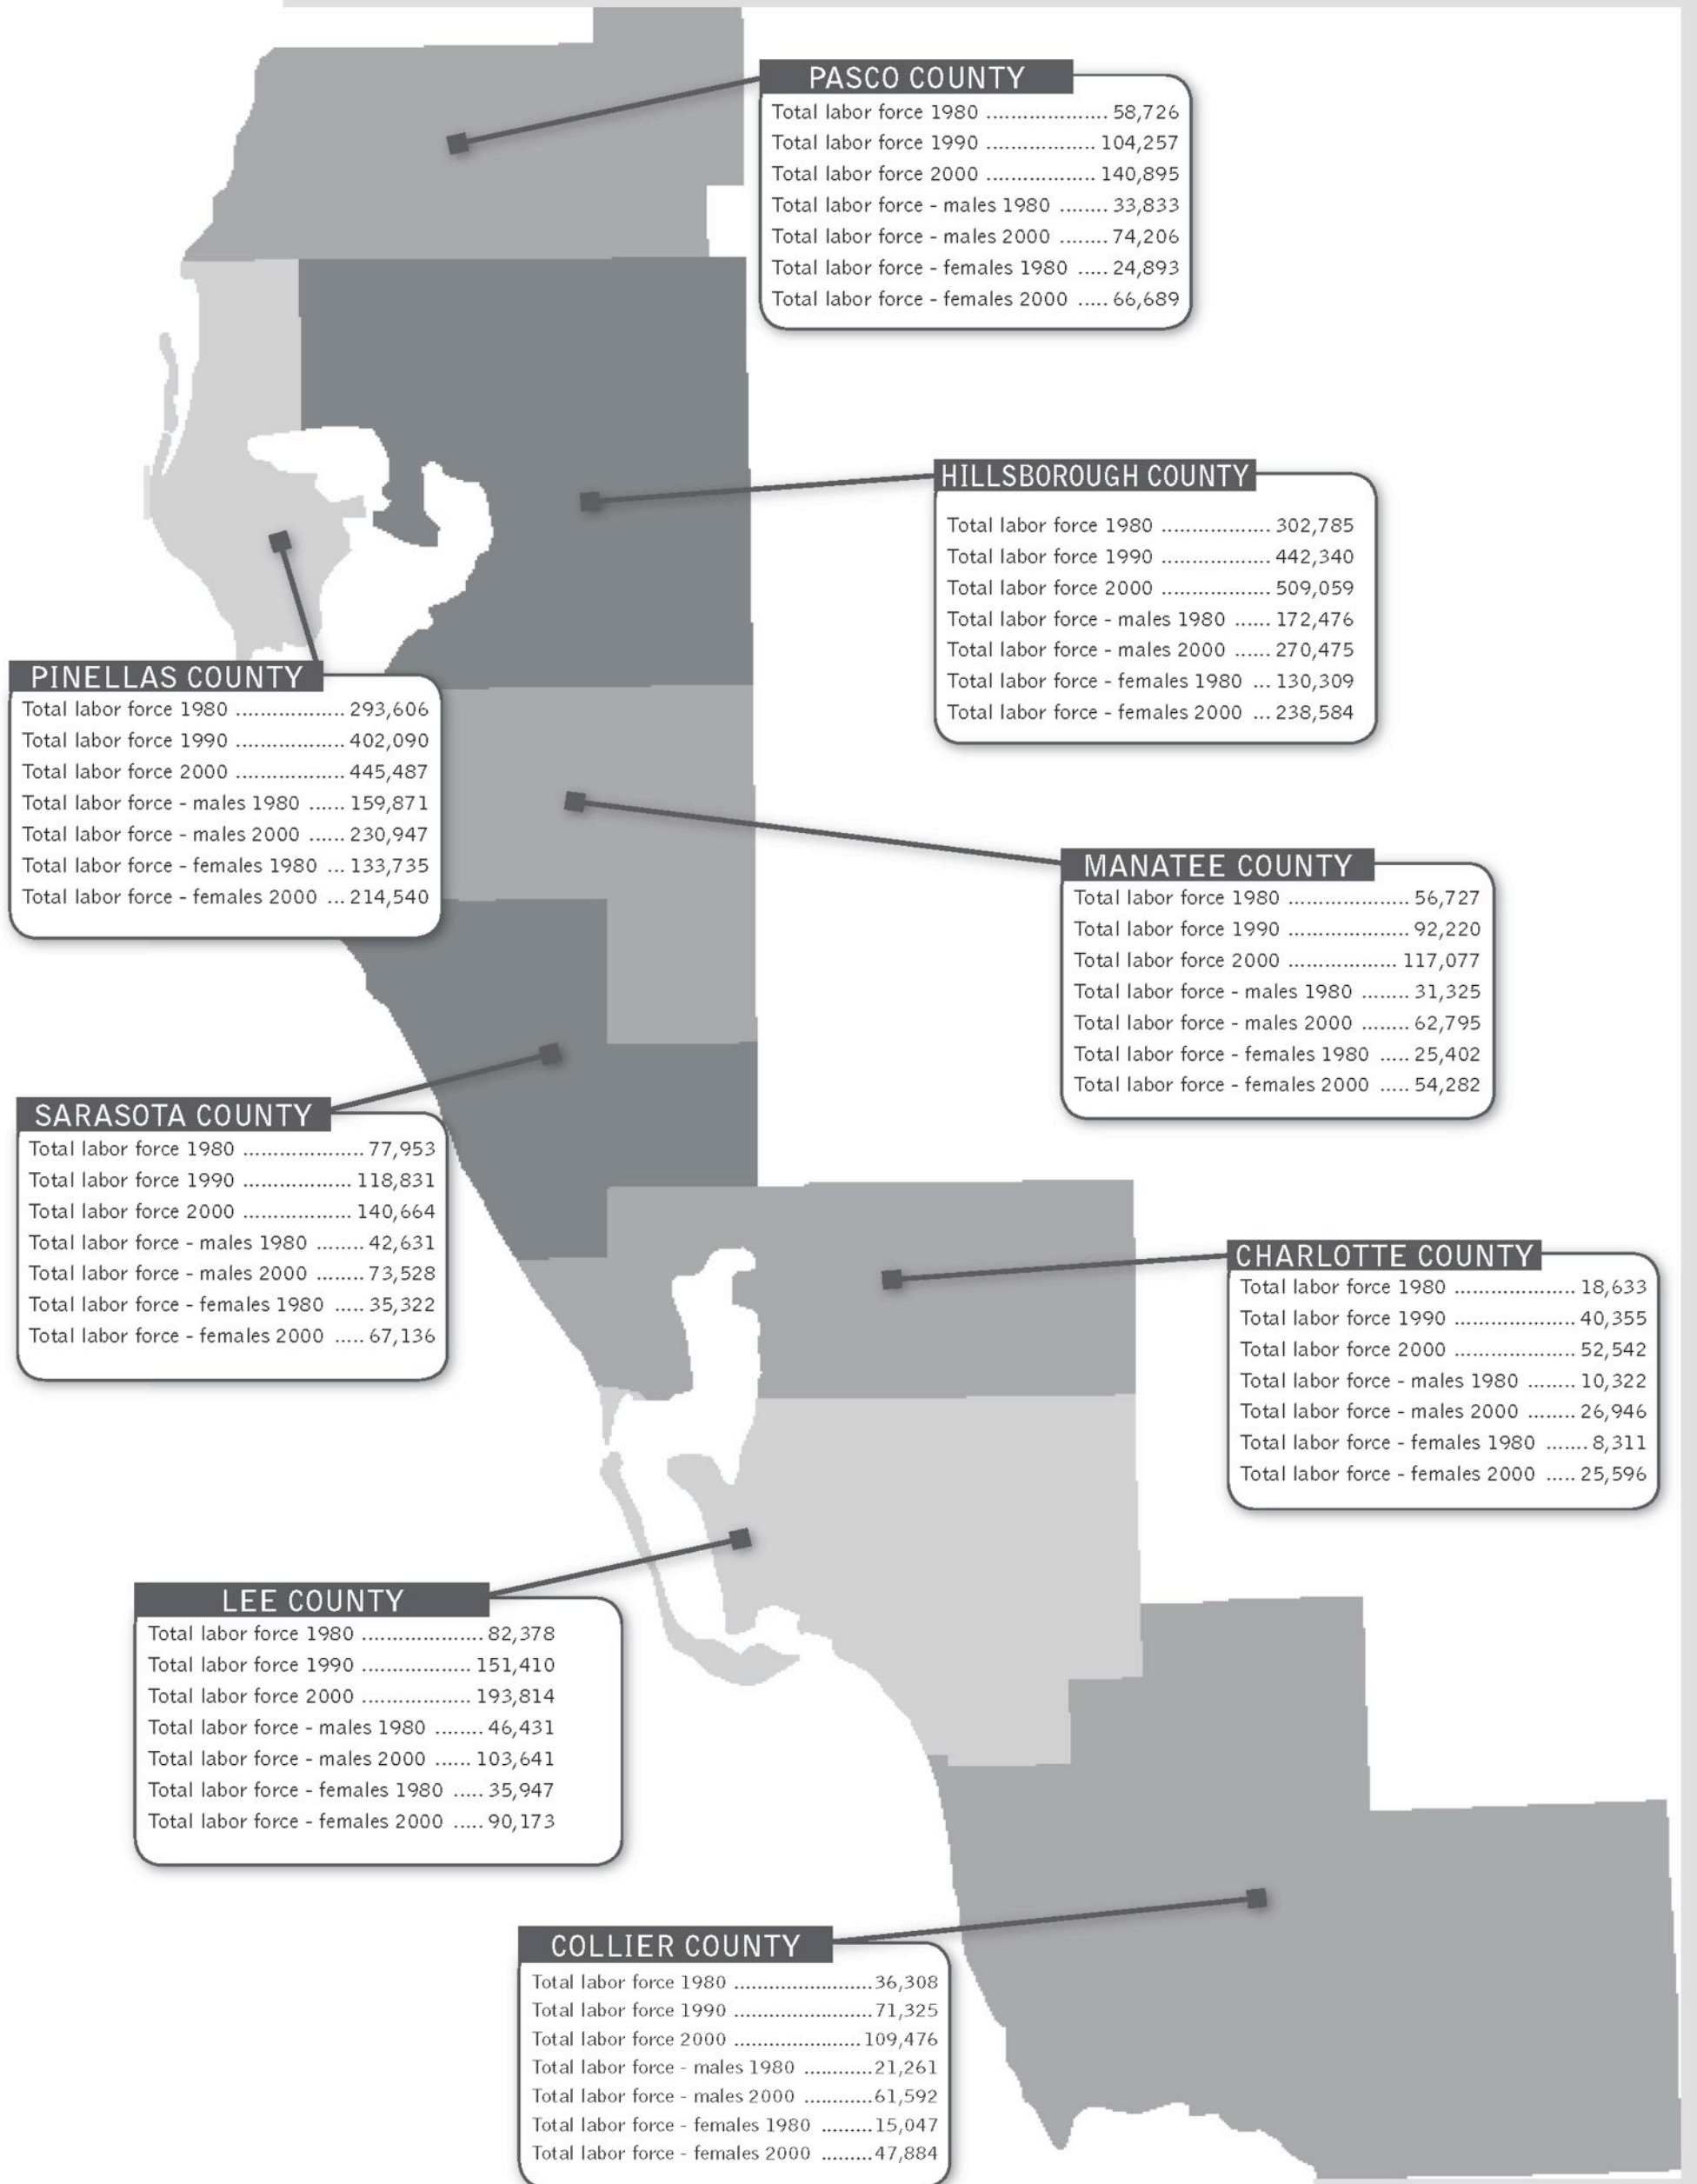 PASCO COUNTY
Total labor force 1980 .................... 58,726
Total labor force 1990 .................. 104,257
Total labor force 2000 .................. 140,895
Total labor force - males 1980 ........ 33,833
Total labor force - males 2000 ........ 74,206
Total labor force - females 1980 ..... 24,893
Total labor force - females 2000 ..... 66,689
HILLSBOROUGH COUNTY
Total labor force 1980 .................. 302,785
Total labor force 1990 .................. 442,340
Total labor force 2000 .................. 509,059
Total labor force - males 1980 ...... 172,476
Total labor force - males 2000 ...... 270,475
Total labor force - females 1980 ... 130,309
Total labor force - females 2000 ... 238,584
PINELLAS COUNTY
Total labor force 1980 .................. 293,606
Total labor force 1990 .................. 402,090
Total labor force 2000 .................. 445,487
Total labor force - males 1980 ...... 159,871
Total labor force - males 2000 ...... 230,947
Total labor force - females 1980 ... 133,735
Total labor force - females 2000 ... 214,540
MANATEE COUNTY
Total labor force 1980 .................... 56,727
Total labor force 1990 .................... 92,220
Total labor force 2000 .................. 117,077
Total labor force - males 1980 ........ 31,325
Total labor force - males 2000 ........ 62,795
Total labor force - females 1980 ..... 25,402
Total labor force - females 2000 ..... 54,282
SARASOTA COUNTY
Total labor force 1980 .................... 77,953
Total labor force 1990 .................. 118,831
Total labor force 2000 .................. 140,664
Total labor force - males 1980 ........ 42,631
Total labor force - males 2000 ........ 73,528
Total labor force - females 1980 ..... 35,322
Total labor force - females 2000 ..... 67,136
CHARLOTTE COUNTY
Total labor force 1980 .................... 18,633
Total labor force 1990 .................... 40,355
Total labor force 2000 .................... 52,542
Total labor force - males 1980 ........ 10,322
Total labor force - males 2000 ........ 26,946
Total labor force - females 1980 ....... 8,311
Total labor force - females 2000 ..... 25,596
LEE COUNTY
Total labor force 1980 .................... 82,378
Total labor force 1990 .................. 151,410
Total labor force 2000 .................. 193,814
Total labor force - males 1980 ........ 46,431
Total labor force - males 2000 ...... 103,641
Total labor force - females 1980 ..... 35,947
Total labor force - females 2000 ..... 90,173
COLLIER COUNTY
Total labor force 1980 ......................36,308
Total labor force 1990 ......................71,325
Total labor force 2000 ....................109,476
Total labor force - males 1980 ...........21,261
Total labor force - males 2000 ...........61,592
Total labor force - females 1980 .........15,047
Total labor force - females 2000 .........47,884